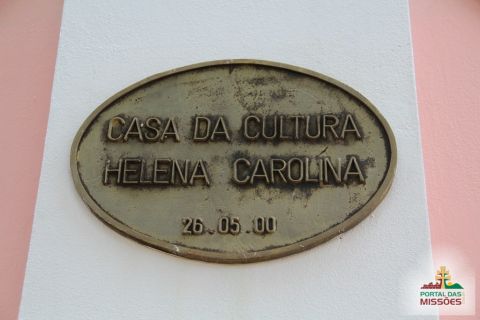 CASA DA CULTURA
HELENA CAROLINA
26.05.00
PORTAL DAS
MISSÕES